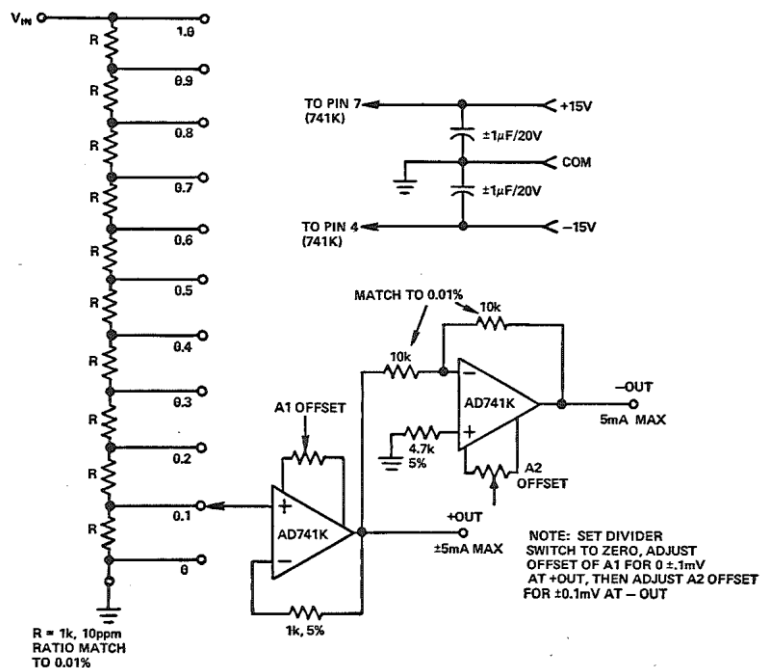 VIN
1.0
R
0.9
R
0.8
R
0.7
R
0.6
R
0.5
R
0.4
R
0.3
R
0.2
R
0.1
R
0
R = 1k, 10ppm
RATIO MATCH
TO 0.01%
TO PIN 7
(741K)
+15V
±1μF/20V
COM
±1μF/20V
TO PIN 4
(741K)
−15V
MATCH TO 0.01%
10k
10k
−
AD741K
+
−OUT
5mA MAX
4.7k
5%
A2
OFFSET
A1 OFFSET
+
AD741K
−
+OUT
±5mA MAX
1k, 5%
NOTE: SET DIVIDER
SWITCH TO ZERO, ADJUST
OFFSET OF A1 FOR 0 ±.1mV
AT +OUT, THEN ADJUST A2 OFFSET
FOR ±0.1mV AT − OUT